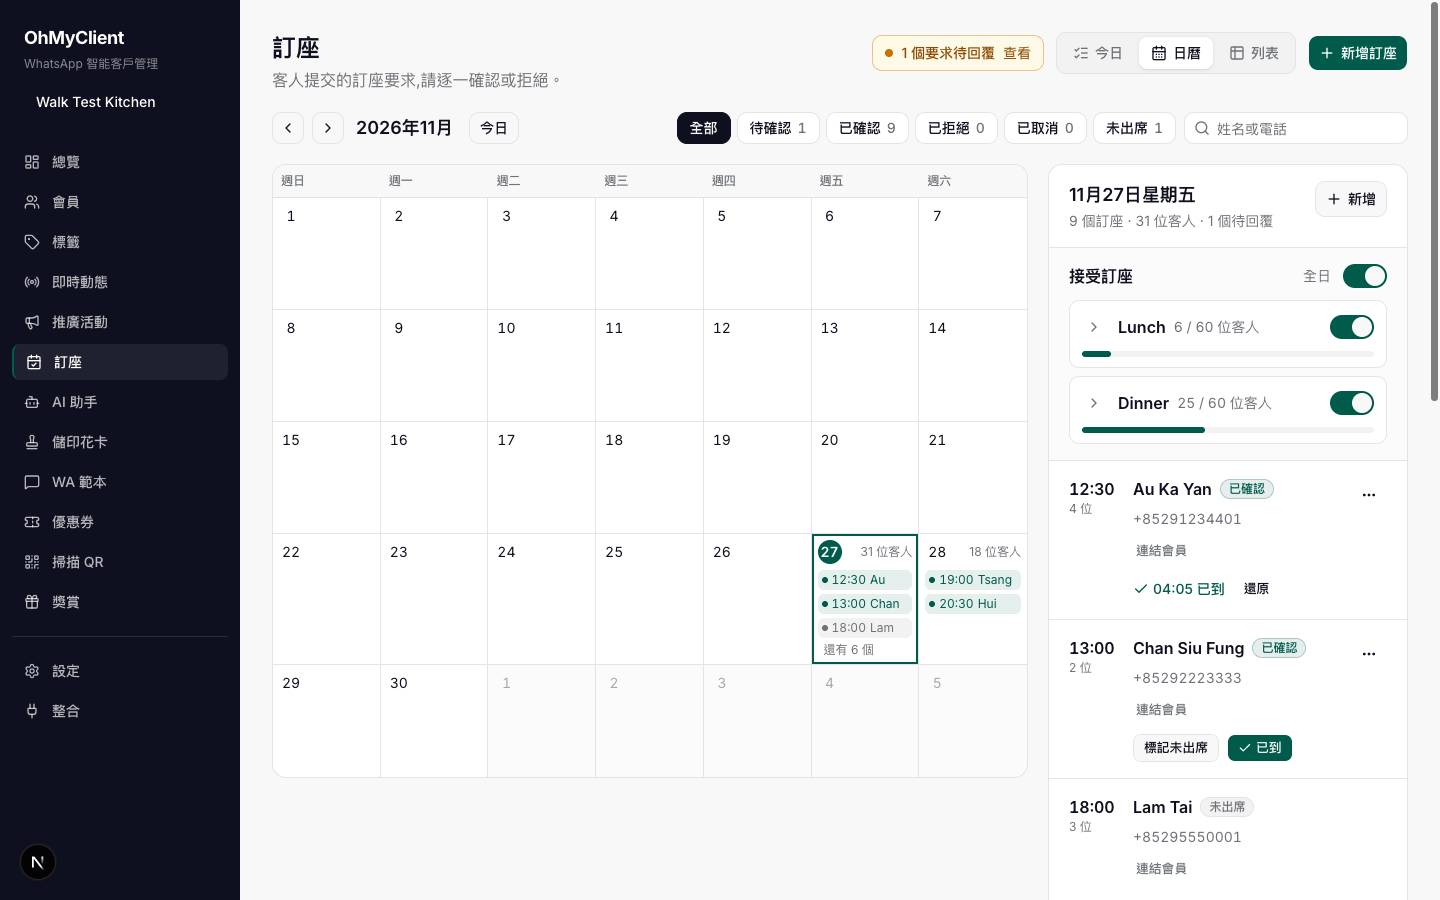 OhMyClient
WhatsApp 智能客戶管理
Walk Test Kitchen
總覽
會員
標籤
即時動態
推廣活動
訂座
AI 助手
儲印花卡
WA 範本
優惠券
掃描 QR
獎賞
設定
整合
N
訂座
客人提交的訂座要求,請逐一確認或拒絕。
1 個要求待回覆 查看
今日
日曆
列表
+ 新增訂座
2026年11月
今日
全部
待確認 1
已確認 9
已拒絕 0
已取消 0
未出席 1
姓名或電話
週日 週一 週二 週三 週四 週五 週六
1 2 3 4 5 6 7
8 9 10 11 12 13 14
15 16 17 18 19 20 21
22 23 24 25 26
27 31 位客人
12:30 Au
13:00 Chan
18:00 Lam
還有 6 個
28 18 位客人
19:00 Tsang
20:30 Hui
29 30 1 2 3 4 5
11月27日星期五
9 個訂座 · 31 位客人 · 1 個待回覆
+ 新增
接受訂座
全日
Lunch 6 / 60 位客人
Dinner 25 / 60 位客人
12:30 Au Ka Yan 已確認
4 位
+85291234401
連結會員
04:05 已到 還原
13:00 Chan Siu Fung 已確認
2 位
+85292223333
連結會員
標記未出席
已到
18:00 Lam Tai 未出席
3 位
+85295550001
連結會員